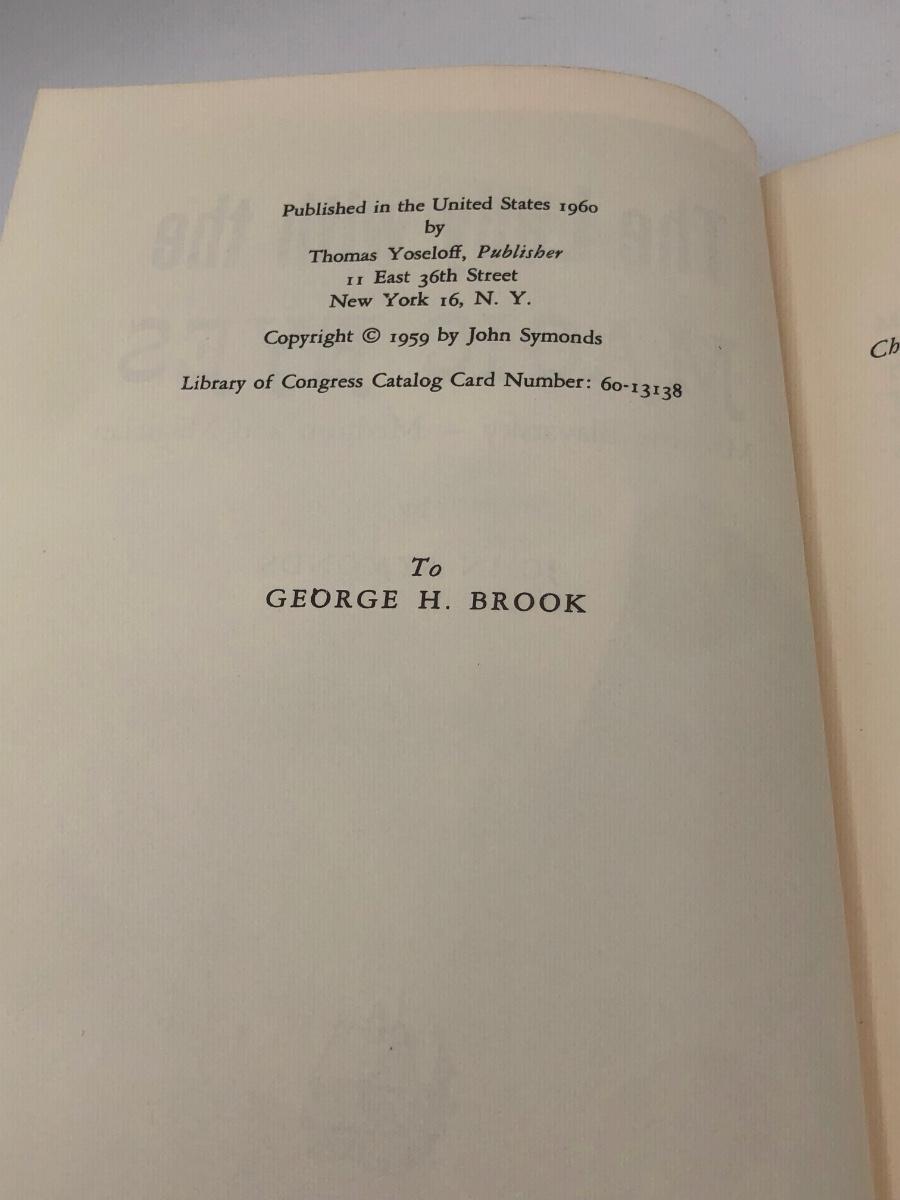 Published in the United States 1960
by
Thomas Yoseloff, Publisher
11 East 36th Street
New York 16, N. Y.
Copyright © 1959 by John Symonds
Library of Congress Catalog Card Number: 60-13138
To
GEORGE H. BROOK
Ch